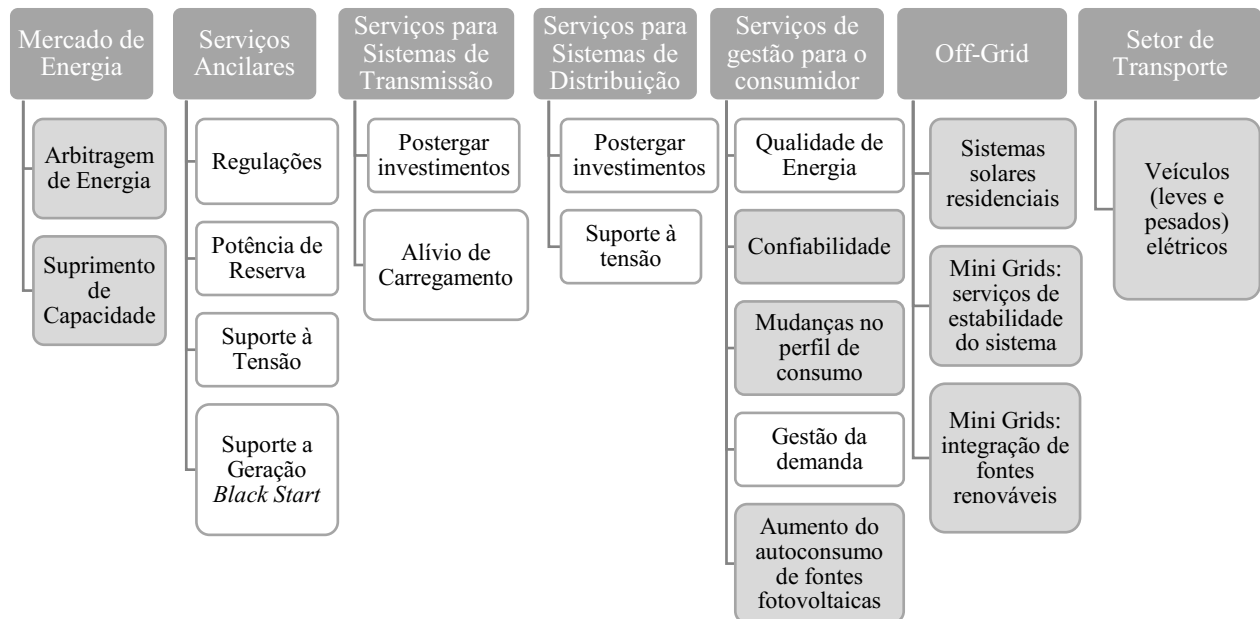 Mercado de
Energia
Arbitragem
de Energia
Suprimento
de
Capacidade
Serviços
Ancilares
Regulações
Potência de
Reserva
Suporte à
Tensão
Suporte a
Geração
Black Start
Serviços para
Sistemas de
Transmissão
Postergar
investimentos
Alívio de
Carregamento
Serviços para
Sistemas de
Distribuição
Postergar
investimentos
Suporte à
tensão
Serviços de
gestão para o
consumidor
Qualidade de
Energia
Confiabilidade
Mudanças no
perfil de
consumo
Gestão da
demanda
Aumento do
autoconsumo
de fontes
fotovoltaicas
Off-Grid
Sistemas
solares
residenciais
Mini Grids:
serviços de
estabilidade
do sistema
Mini Grids:
integração de
fontes
renováveis
Setor de
Transporte
Veículos
(leves e
pesados)
elétricos